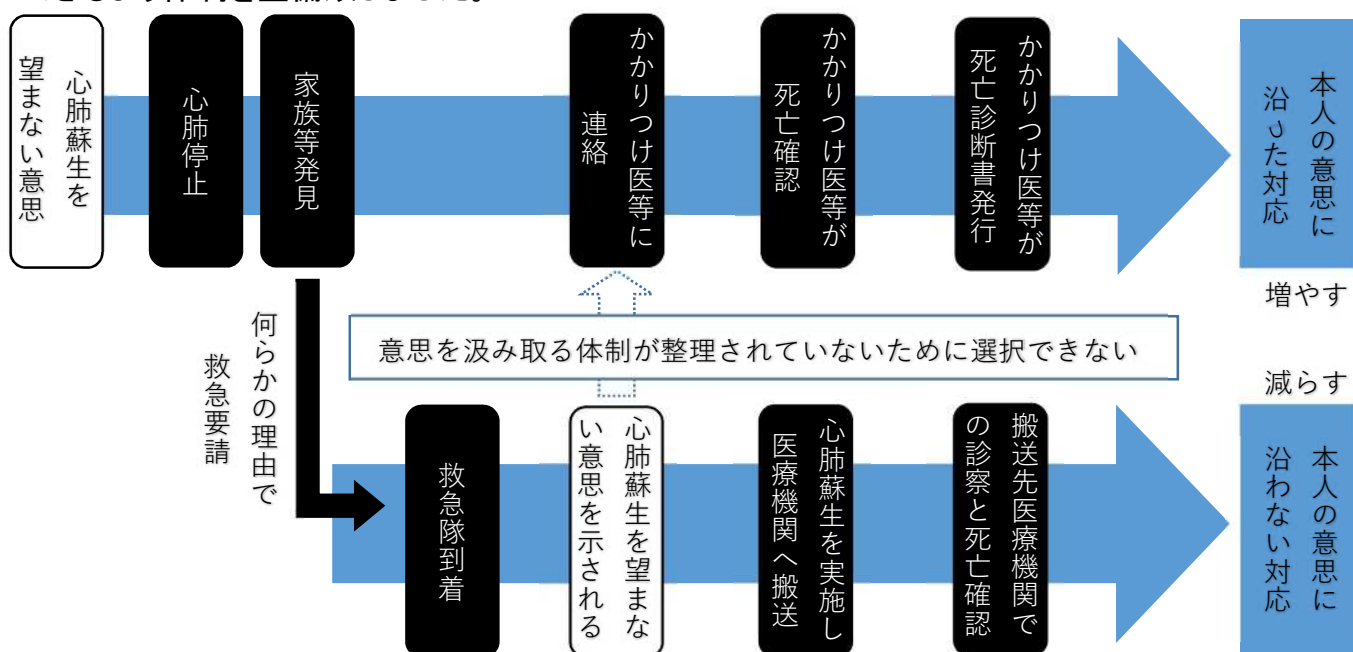 心肺蘇生を
望まない意思
心肺停止
家族等発見
かかりつけ医等に
連絡
かかりつけ医等が
死亡確認
かかりつけ医等が
死亡診断書発行
本人の意思に
沿った対応
増やす
何らかの理由で
救急要請
意思を汲み取る体制が整理されていないために選択できない
減らす
救急隊到着
心肺蘇生を望まな
い意思を示される
心肺蘇生を実施し
医療機関へ搬送
搬送先医療機関で
の診察と死亡確認
本人の意思に
沿わない対応